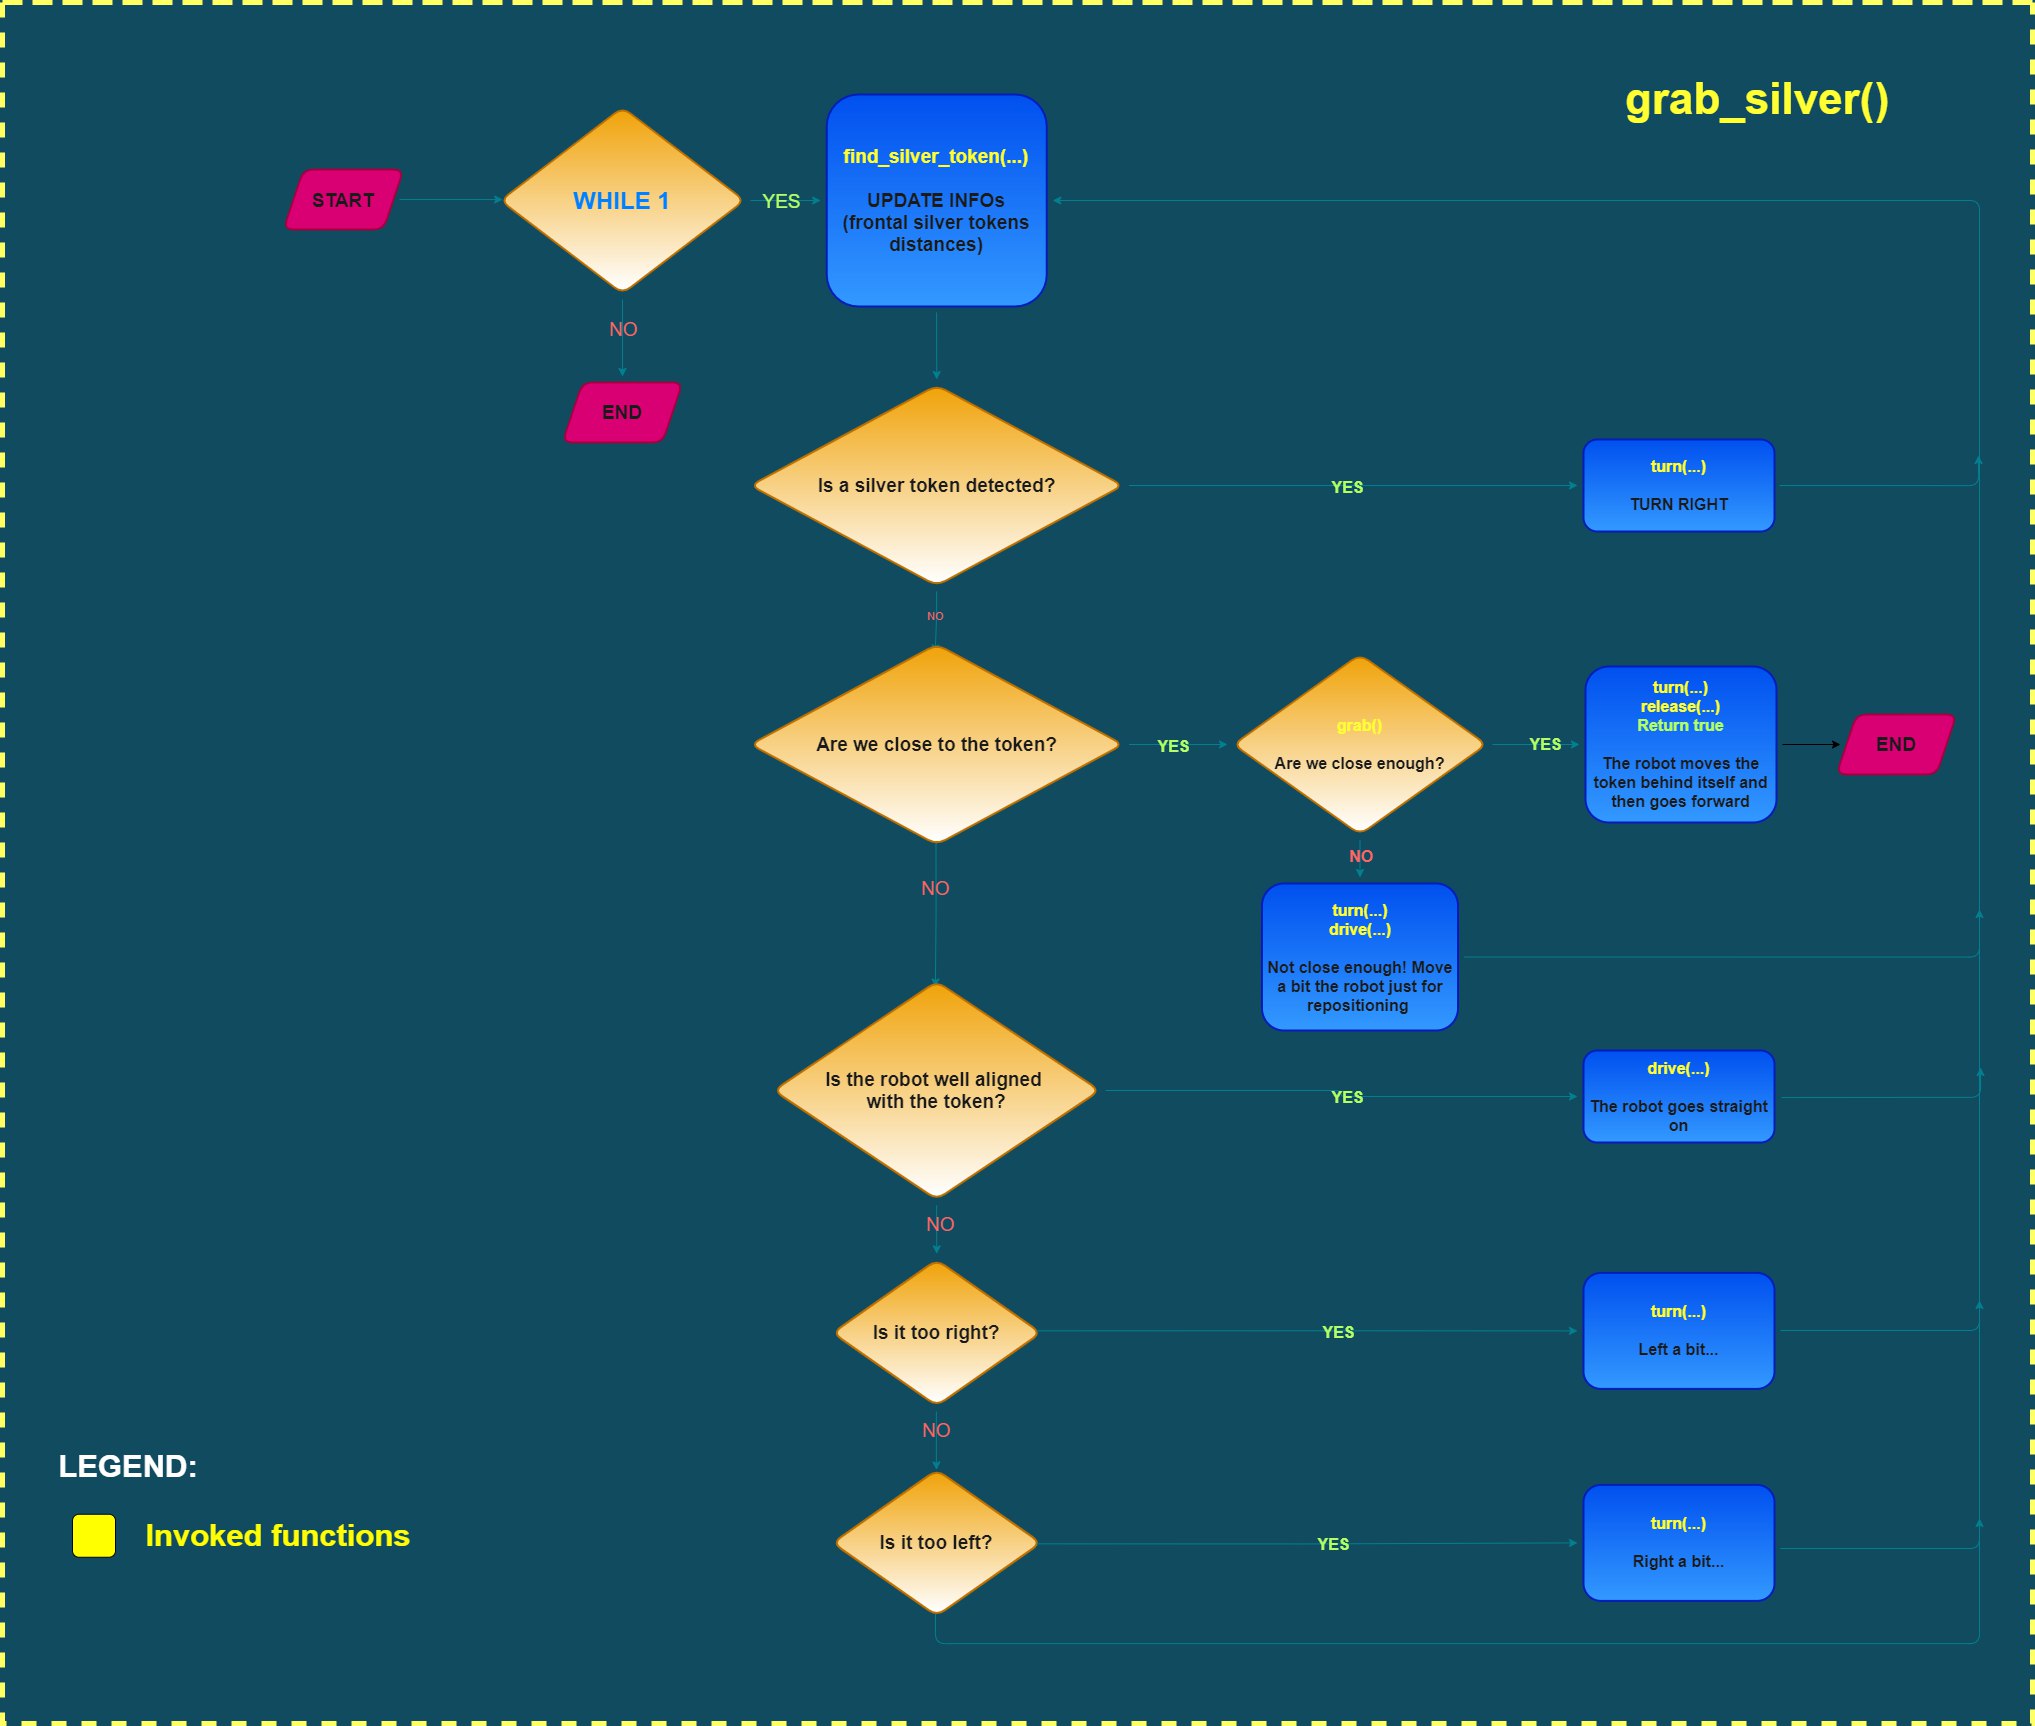 grab_silver()
START
WHILE 1
YES
find_silver_token(...)
UPDATE INFOs
(frontal silver tokens
distances)
NO
END
Is a silver token detected?
YES
turn(...)
TURN RIGHT
NO
Are we close to the token?
YES
grab()
Are we close enough?
YES
turn(...)
release(...)
Return true
The robot moves the
token behind itself and
then goes forward
END
NO
turn(...)
drive(...)
Not close enough! Move
a bit the robot just for
repositioning
NO
Is the robot well aligned
with the token?
YES
drive(...)
The robot goes straight
on
NO
Is it too right?
YES
turn(...)
Left a bit...
NO
Is it too left?
YES
turn(...)
Right a bit...
LEGEND:
Invoked functions